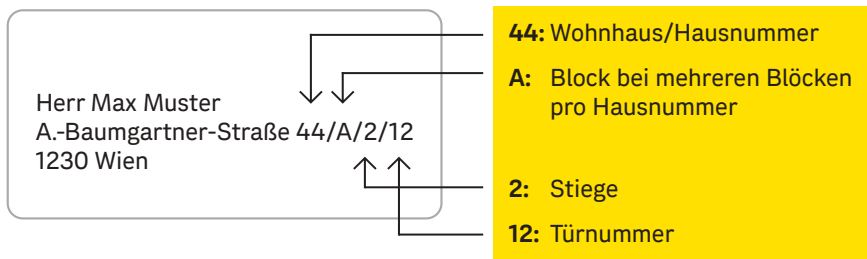 Herr Max Muster
A.-Baumgartner-Straße 44/A/2/12
1230 Wien
44: Wohnhaus/Hausnummer
A: Block bei mehreren Blöcken
pro Hausnummer
2: Stiege
12: Türnummer